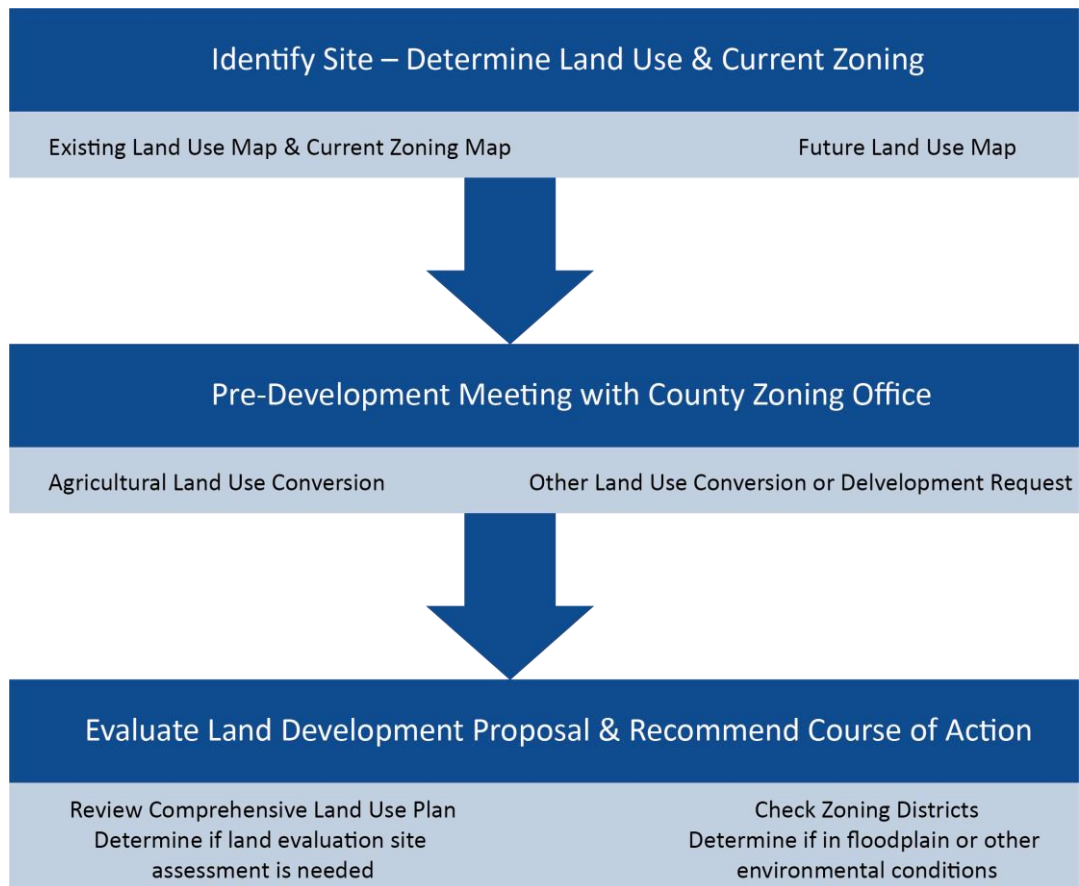 Identify Site – Determine Land Use & Current Zoning
Existing Land Use Map & Current Zoning Map
Future Land Use Map
Pre-Development Meeting with County Zoning Office
Agricultural Land Use Conversion
Other Land Use Conversion or Delvelopment Request
Evaluate Land Development Proposal & Recommend Course of Action
Review Comprehensive Land Use Plan
Determine if land evaluation site
assessment is needed
Check Zoning Districts
Determine if in floodplain or other
environmental conditions